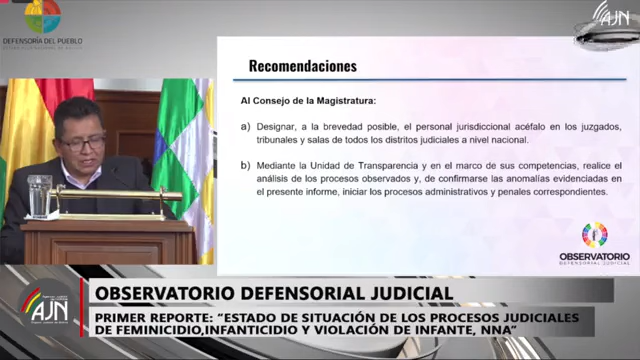 DEFENSORÍA DEL PUEBLO
AJN
Recomendaciones
Al Consejo de la Magistratura:
a) Designar, a la brevedad posible, el personal jurisdiccional acéfalo en los juzgados,
tribunales y salas de todos los distritos judiciales a nivel nacional.
b) Mediante la Unidad de Transparencia y en el marco de sus competencias, realice el
análisis de los procesos observados y, de confirmarse las anomalías evidenciadas en
el presente informe, iniciar los procesos administrativos y penales correspondientes.
OBSERVATORIO
DEFENSORIAL JUDICIAL
AJN
OBSERVATORIO DEFENSORIAL JUDICIAL
PRIMER REPORTE: “ESTADO DE SITUACIÓN DE LOS PROCESOS JUDICIALES
DE FEMINICIDIO,INFANTICIDIO Y VIOLACIÓN DE INFANTE, NNA”